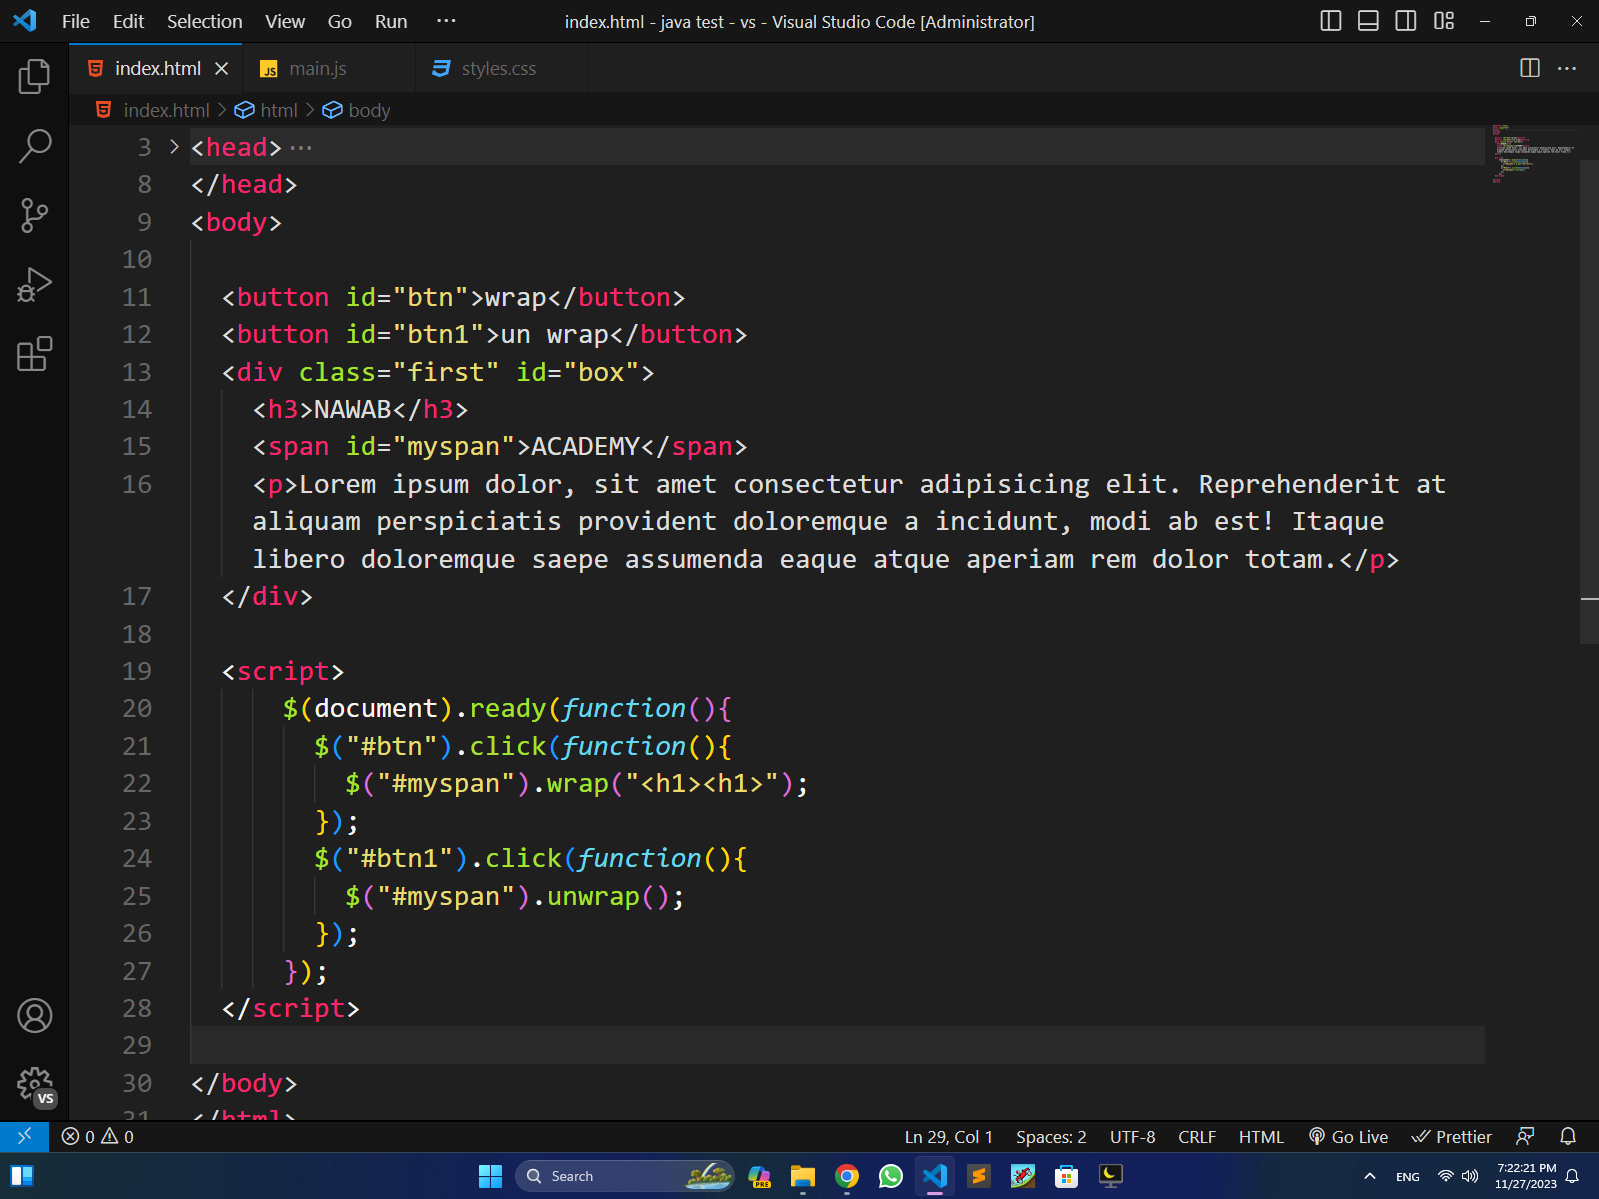 File Edit Selection View Go Run ···
index.html - java test - vs - Visual Studio Code [Administrator]
index.html main.js styles.css
index.html > html > body
3 > <head> ···
8 </head>
9 <body>
10
11 <button id="btn">wrap</button>
12 <button id="btn1">un wrap</button>
13 <div class="first" id="box">
14 <h3>NAWAB</h3>
15 <span id="myspan">ACADEMY</span>
16 <p>Lorem ipsum dolor, sit amet consectetur adipisicing elit. Reprehenderit at
aliquam perspiciatis provident doloremque a incidunt, modi ab est! Itaque
libero doloremque saepe assumenda eaque atque aperiam rem dolor totam.</p>
17 </div>
18
19 <script>
20 $(document).ready(function(){
21 $("#btn").click(function(){
22 $("#myspan").wrap("<h1><h1>");
23 });
24 $("#btn1").click(function(){
25 $("#myspan").unwrap();
26 });
27 });
28 </script>
29
30 </body>
31 </html>
VS
0 0 Ln 29, Col 1 Spaces: 2 UTF-8 CRLF HTML Go Live Prettier
Search PRE ENG 7:22:21 PM
11/27/2023